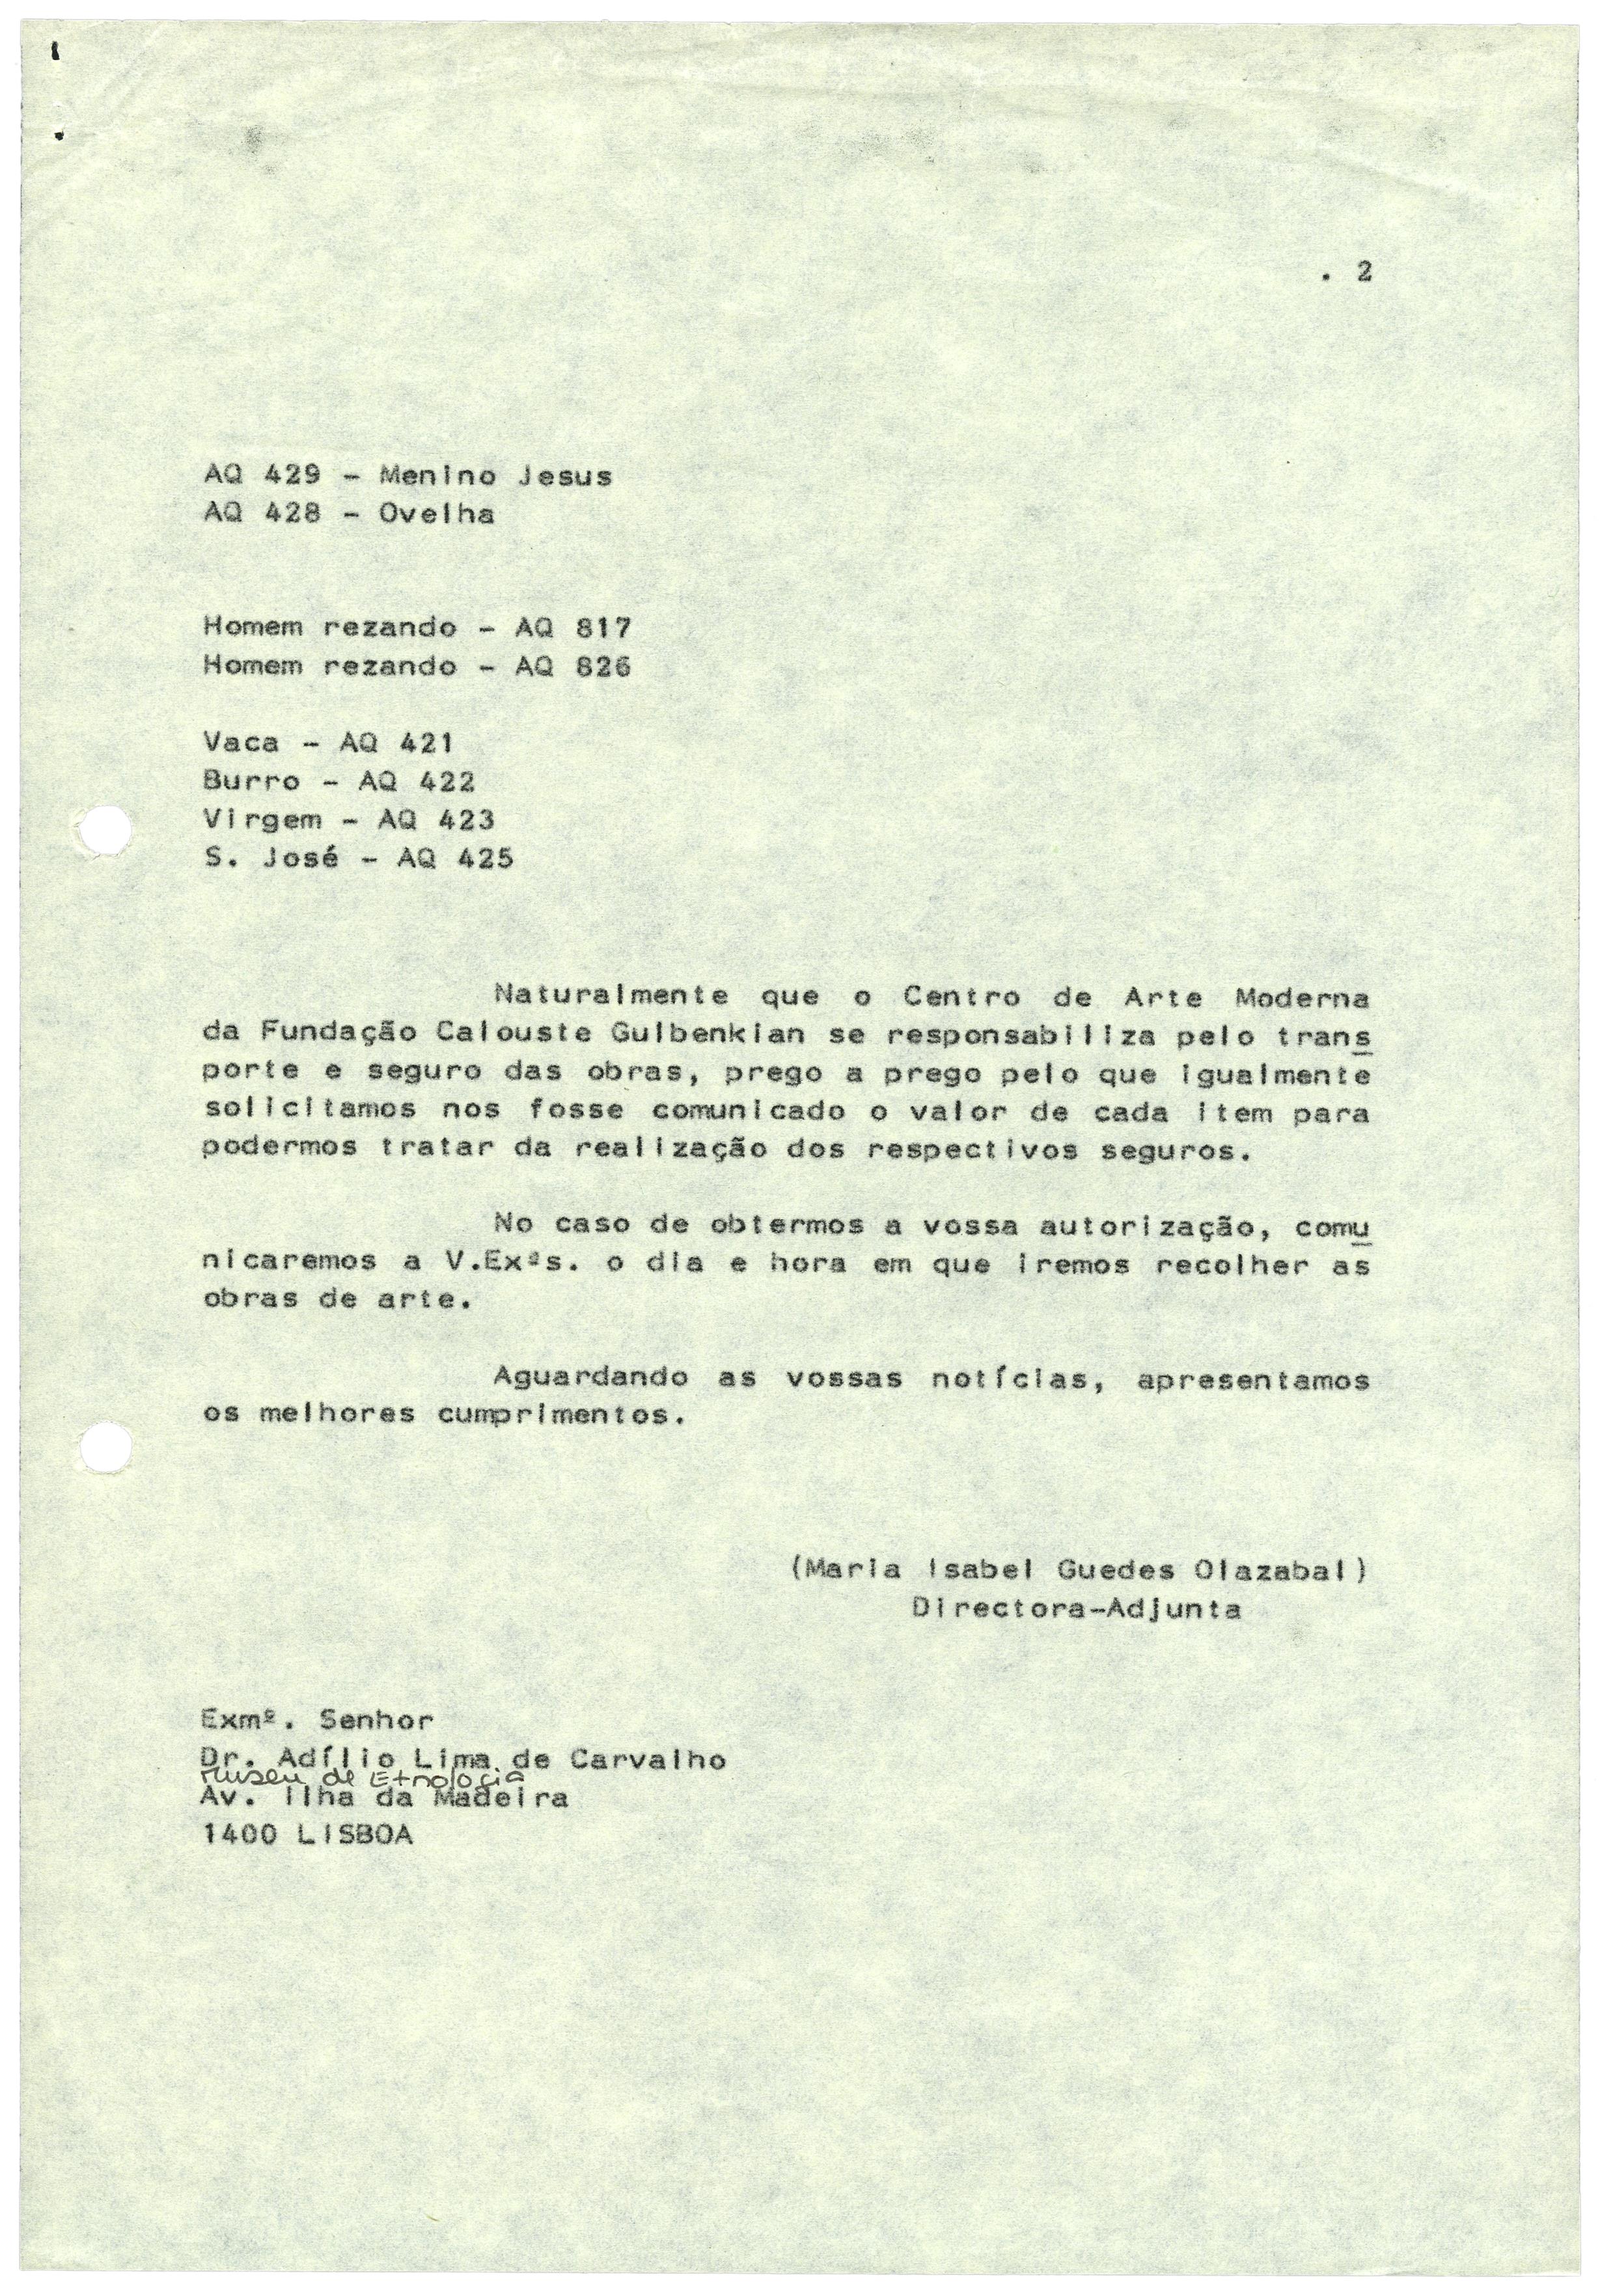 . 2
AQ 429 - Menino Jesus
AQ 428 - Ovelha
Homem rezando - AQ 817
Homem rezando - AQ 826
Vaca - AQ 421
Burro - AQ 422
Virgem - AQ 423
S. José - AQ 425
Naturalmente que o Centro de Arte Moderna
da Fundação Calouste Gulbenkian se responsabiliza pelo trans
porte e seguro das obras, prego a prego pelo que igualmente
solicitamos nos fosse comunicado o valor de cada item para
podermos tratar da realização dos respectivos seguros.
No caso de obtermos a vossa autorização, comu
nicaremos a V.Exªs. o dia e hora em que iremos recolher as
obras de arte.
Aguardando as vossas notícias, apresentamos
os melhores cumprimentos.
(Maria Isabel Guedes Olazabal)
Directora-Adjunta
Exmº. Senhor
Dr. Adílio Lima de Carvalho
Museu de Etnologia
Av. Ilha da Madeira
1400 LISBOA